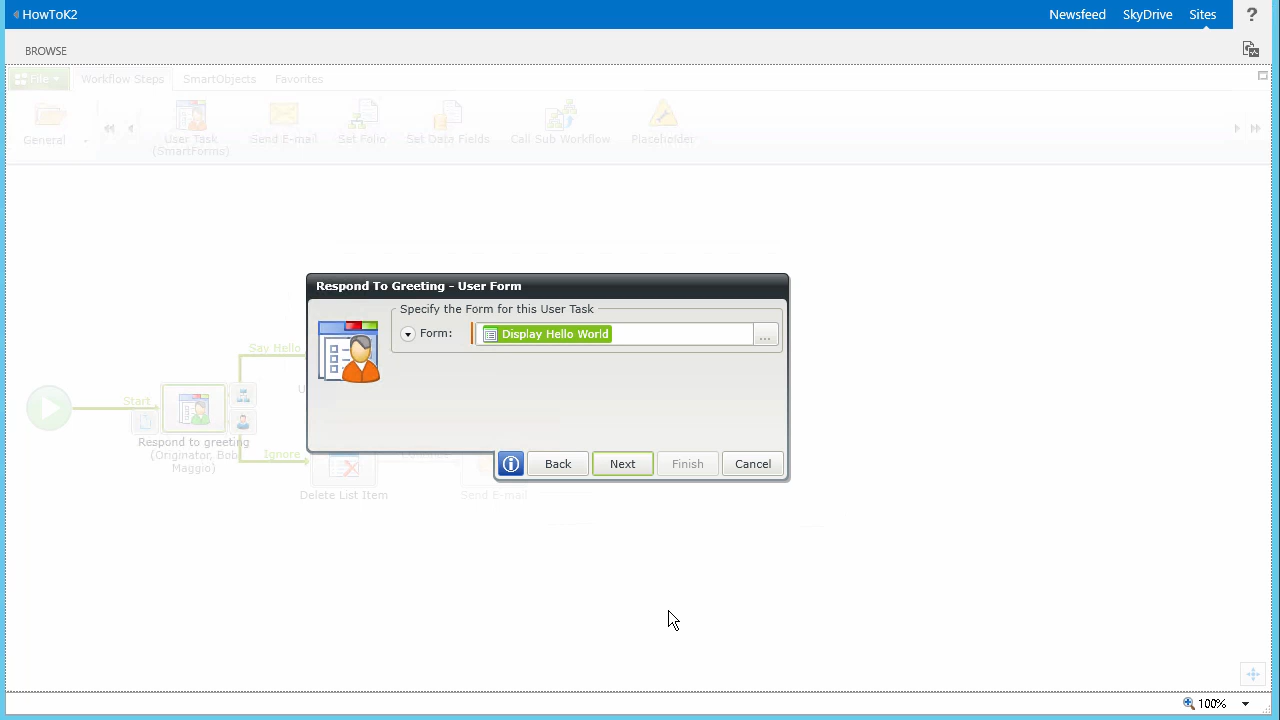 HowToK2
Newsfeed SkyDrive Sites ?
BROWSE
File Workflow Steps SmartObjects Favorites
General User Task Send E-mail Set Folio Set Data Fields Call Sub Workflow Placeholder
(SmartForms)
Respond To Greeting - User Form
Specify the Form for this User Task
Form: Display Hello World ...
Say Hello
Start
Respond to greeting
(Originator, Bob
Maggio)
Ignore
Back Next Finish Cancel
Delete List Item Send E-mail
100%